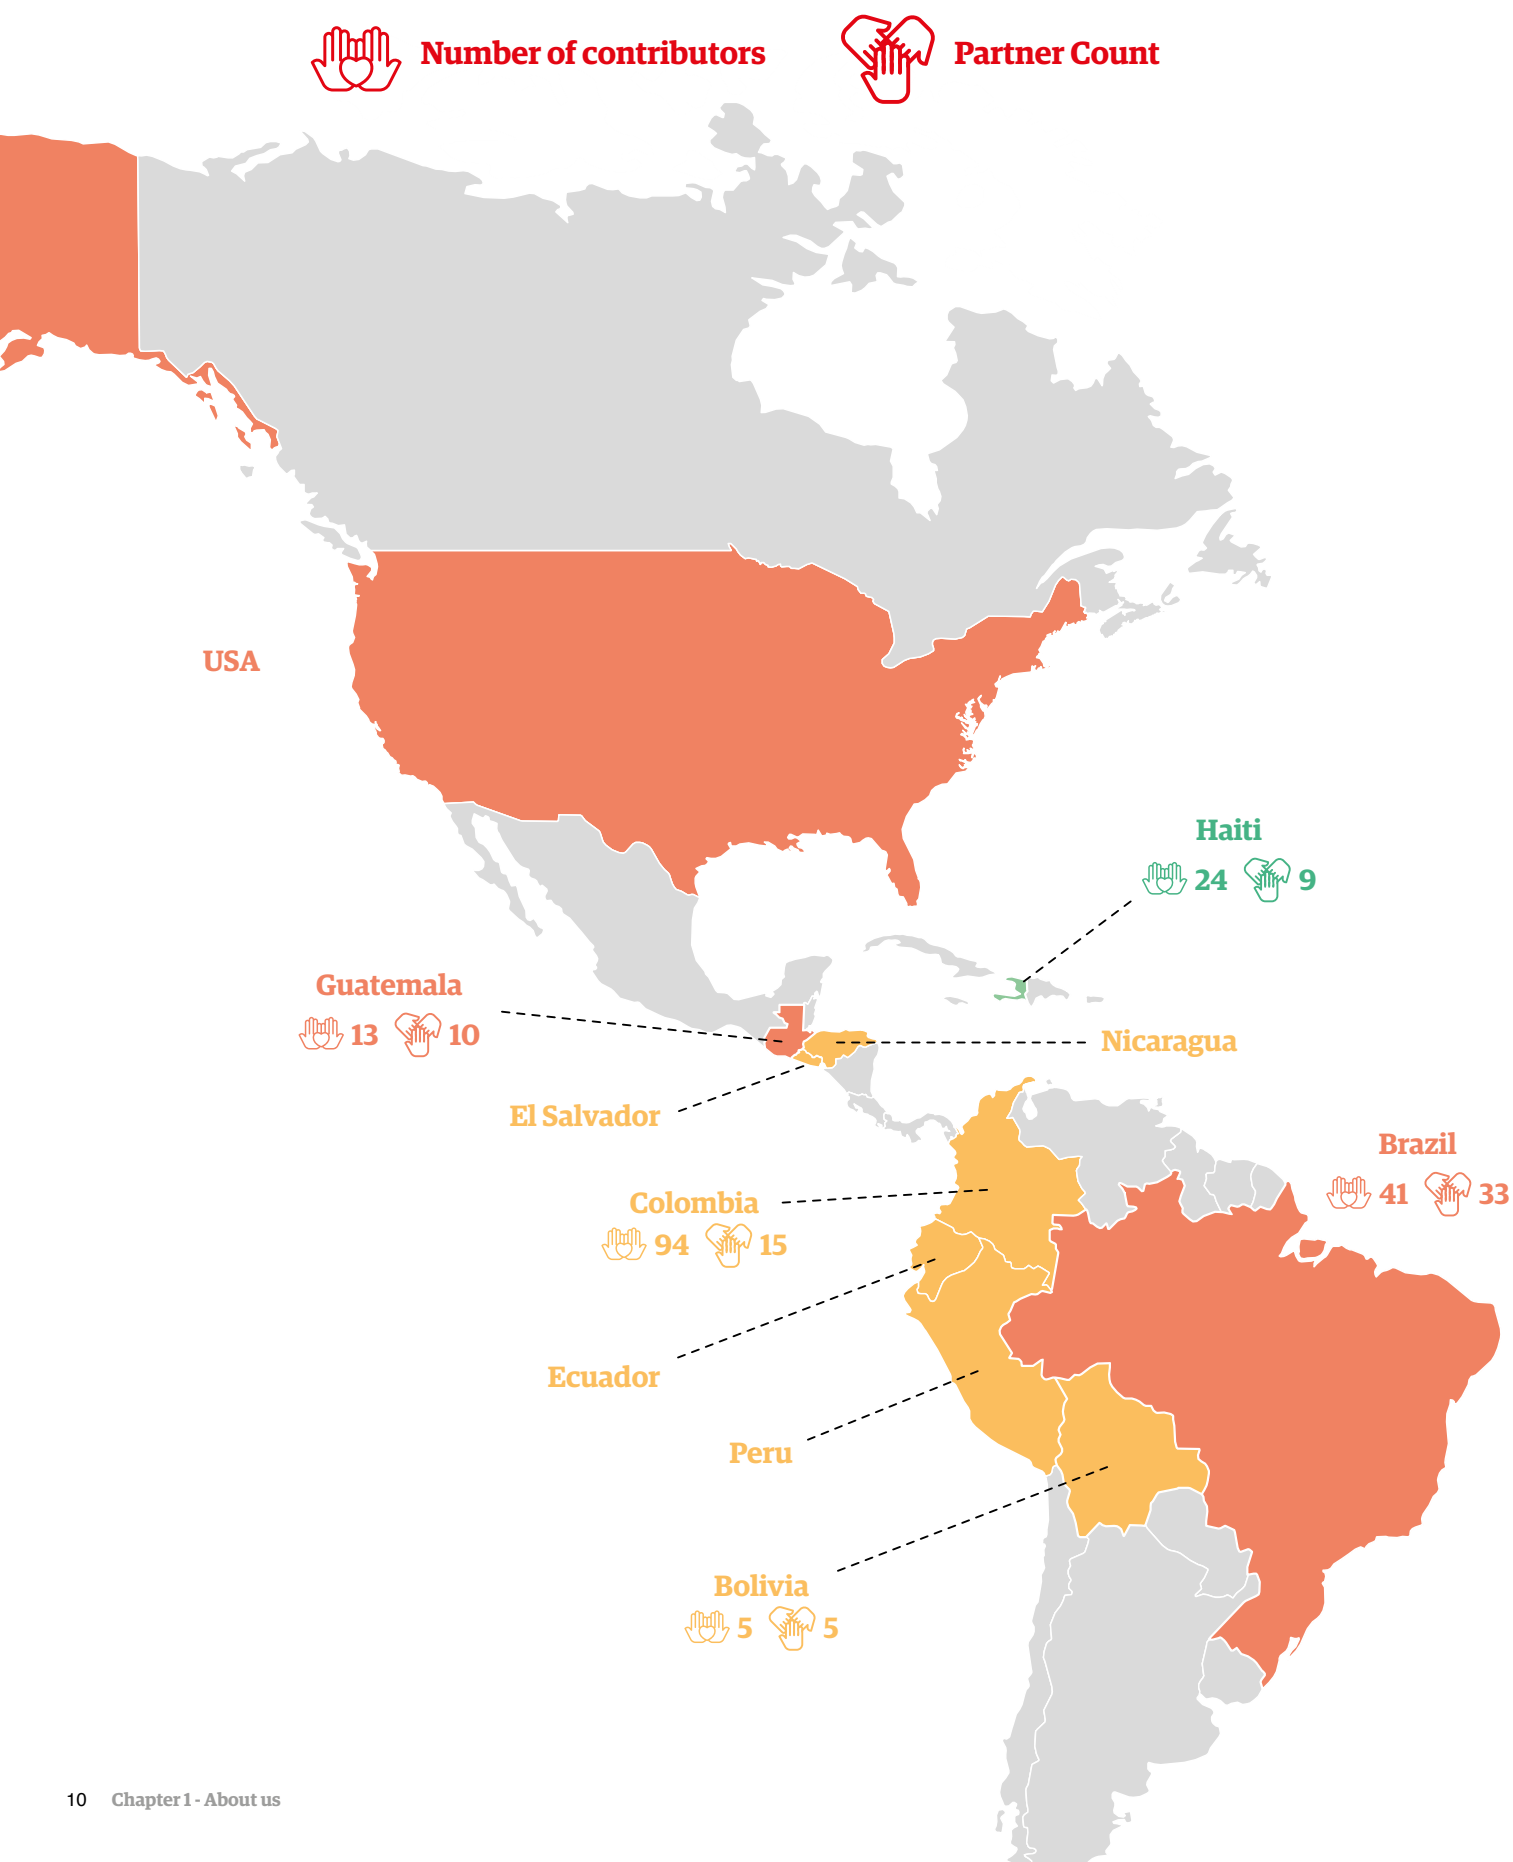 Number of contributors
Partner Count
USA
Haiti
24 9
Guatemala
13 10
Nicaragua
El Salvador
Brazil
41 33
Colombia
94 15
Ecuador
Peru
Bolivia
5 5
10 Chapter 1 - About us